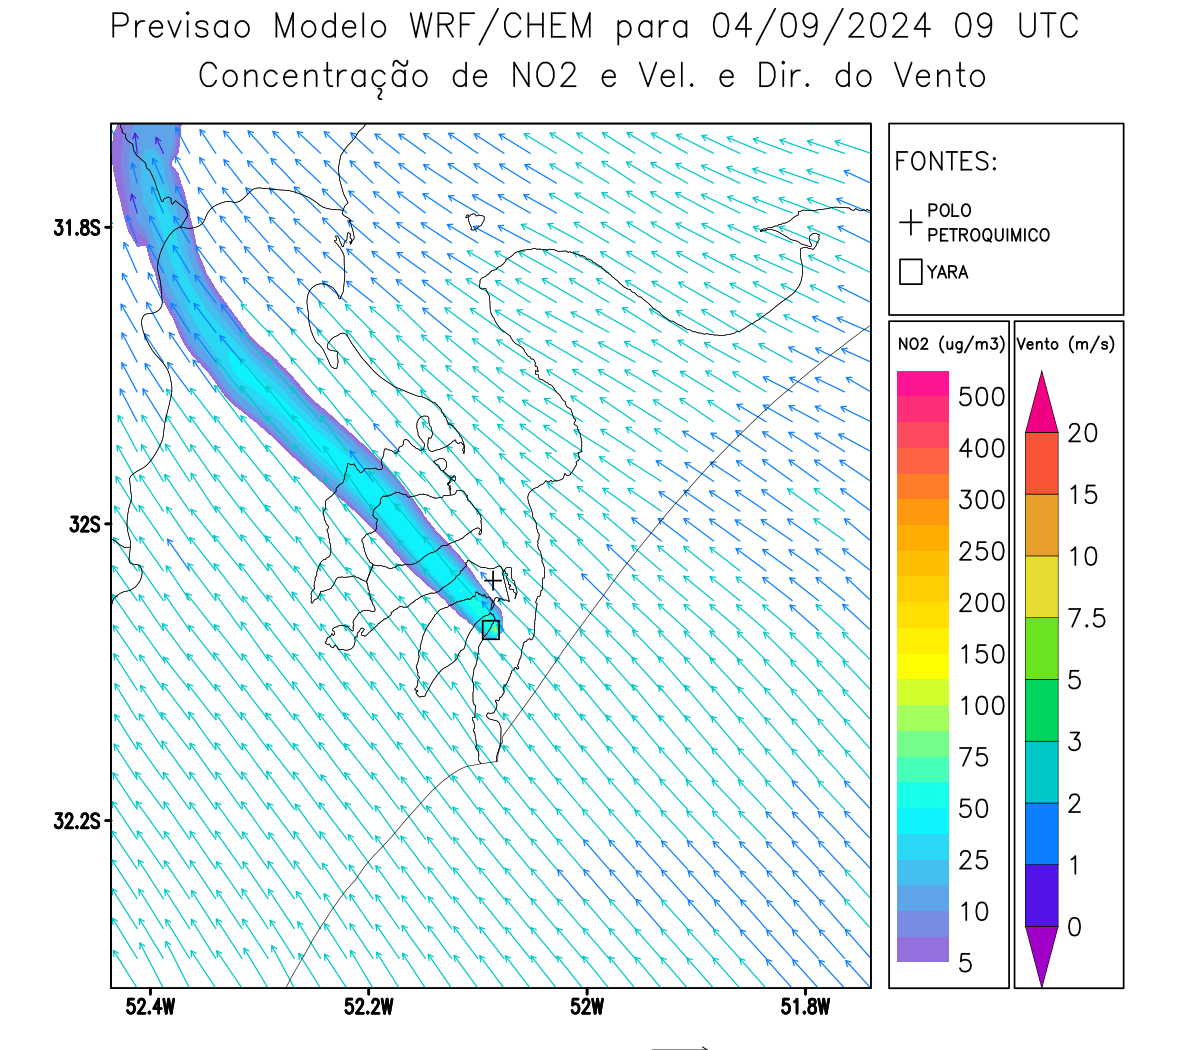 Previsao Modelo WRF/CHEM para 04/09/2024 09 UTC
Concentração de NO2 e Vel. e Dir. do Vento
FONTES:
POLO
PETROQUIMICO
YARA
31.8S
32S
32.2S
52.4W
52.2W
52W
51.8W
NO2 (ug/m3)
500
400
300
250
200
150
100
75
50
25
10
5
Vento (m/s)
20
15
10
7.5
5
3
2
1
0